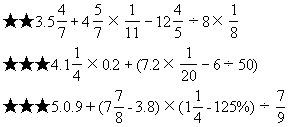 ★★3.5 4/7 + 4 5/7 × 1/11 − 12 4/5 ÷ 8 × 1/8
★★★4.1 1/4 × 0.2 + (7.2 × 1/20 − 6 ÷ 50)
★★★5.0.9 + (7 7/8 - 3.8) × (1 1/4 - 125%) ÷ 7/9